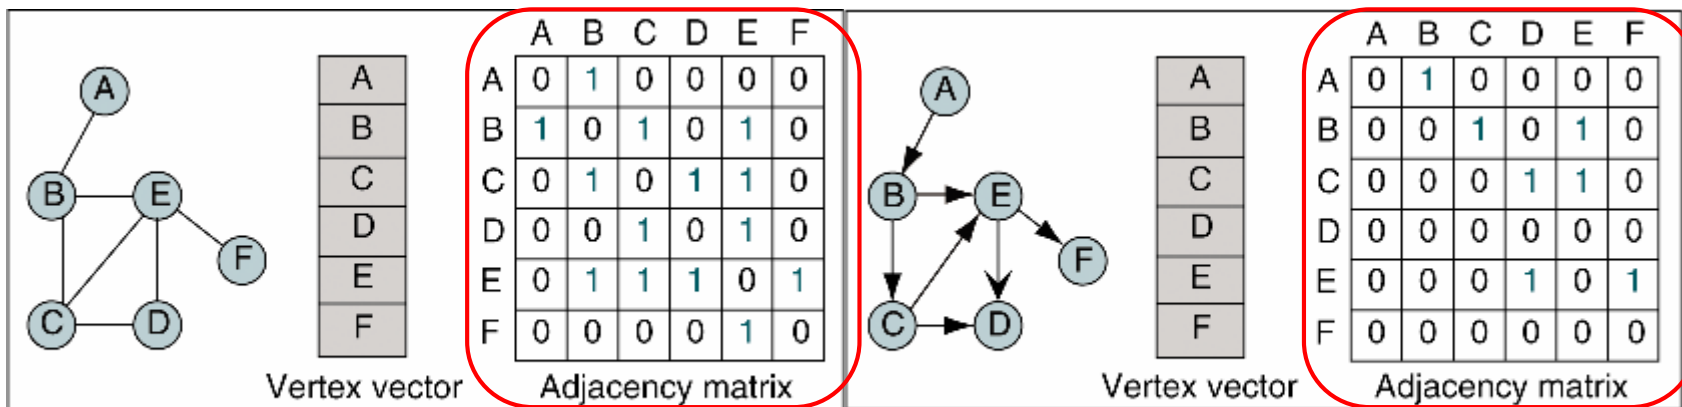 A
B
E
F
C
D
A
B
C
D
E
F
Vertex vector
A B C D E F
A 0 1 0 0 0 0
B 1 0 1 0 1 0
C 0 1 0 1 1 0
D 0 0 1 0 1 0
E 0 1 1 1 0 1
F 0 0 0 0 1 0
Adjacency matrix
A
B
E
F
C
D
A
B
C
D
E
F
Vertex vector
A B C D E F
A 0 1 0 0 0 0
B 0 0 1 0 1 0
C 0 0 0 1 1 0
D 0 0 0 0 0 0
E 0 0 0 1 0 1
F 0 0 0 0 0 0
Adjacency matrix